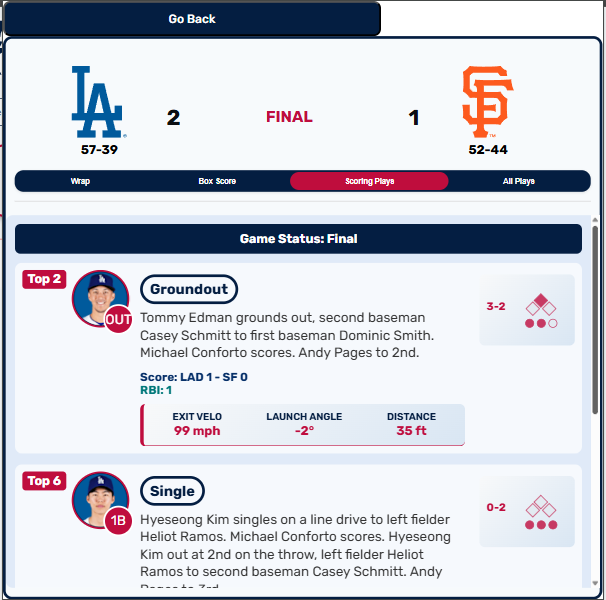 Go Back
LA
2
FINAL
1
SF
57-39
52-44
Wrap
Box Score
Scoring Plays
All Plays
Game Status: Final
Top 2
OUT
Groundout
Tommy Edman grounds out, second baseman
Casey Schmitt to first baseman Dominic Smith.
Michael Conforto scores. Andy Pages to 2nd.
3-2
Score: LAD 1 - SF 0
RBI: 1
EXIT VELO
LAUNCH ANGLE
DISTANCE
99 mph
-2°
35 ft
Top 6
1B
Single
Hyeseong Kim singles on a line drive to left fielder
Heliot Ramos. Michael Conforto scores. Hyeseong
Kim out at 2nd on the throw, left fielder Heliot
Ramos to second baseman Casey Schmitt. Andy
Pages to 3rd.
0-2